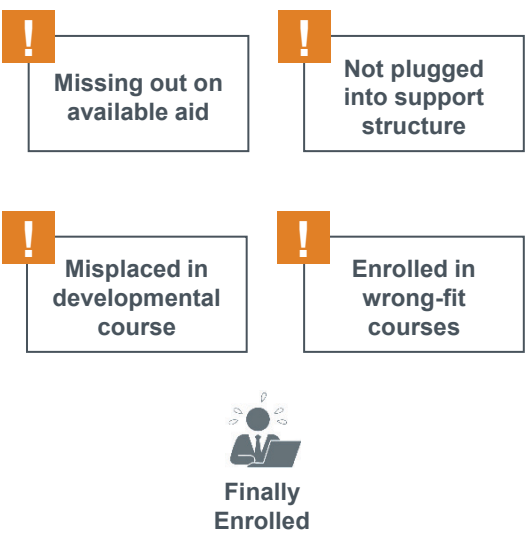 !
Missing out on
available aid
!
Not plugged
into support
structure
!
Misplaced in
developmental
course
!
Enrolled in
wrong-fit
courses
Finally
Enrolled